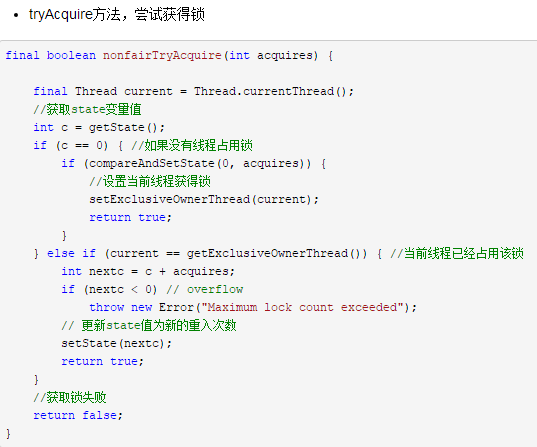 • tryAcquire方法，尝试获得锁
final boolean nonfairTryAcquire(int acquires) {

    final Thread current = Thread.currentThread();
    //获取state变量值
    int c = getState();
    if (c == 0) { //如果没有线程占用锁
        if (compareAndSetState(0, acquires)) {
            //设置当前线程获得锁
            setExclusiveOwnerThread(current);
            return true;
        }
    } else if (current == getExclusiveOwnerThread()) { //当前线程已经占用该锁
        int nextc = c + acquires;
        if (nextc < 0) // overflow
            throw new Error("Maximum lock count exceeded");
        // 更新state值为新的重入次数
        setState(nextc);
        return true;
    }
    //获取锁失败
    return false;
}